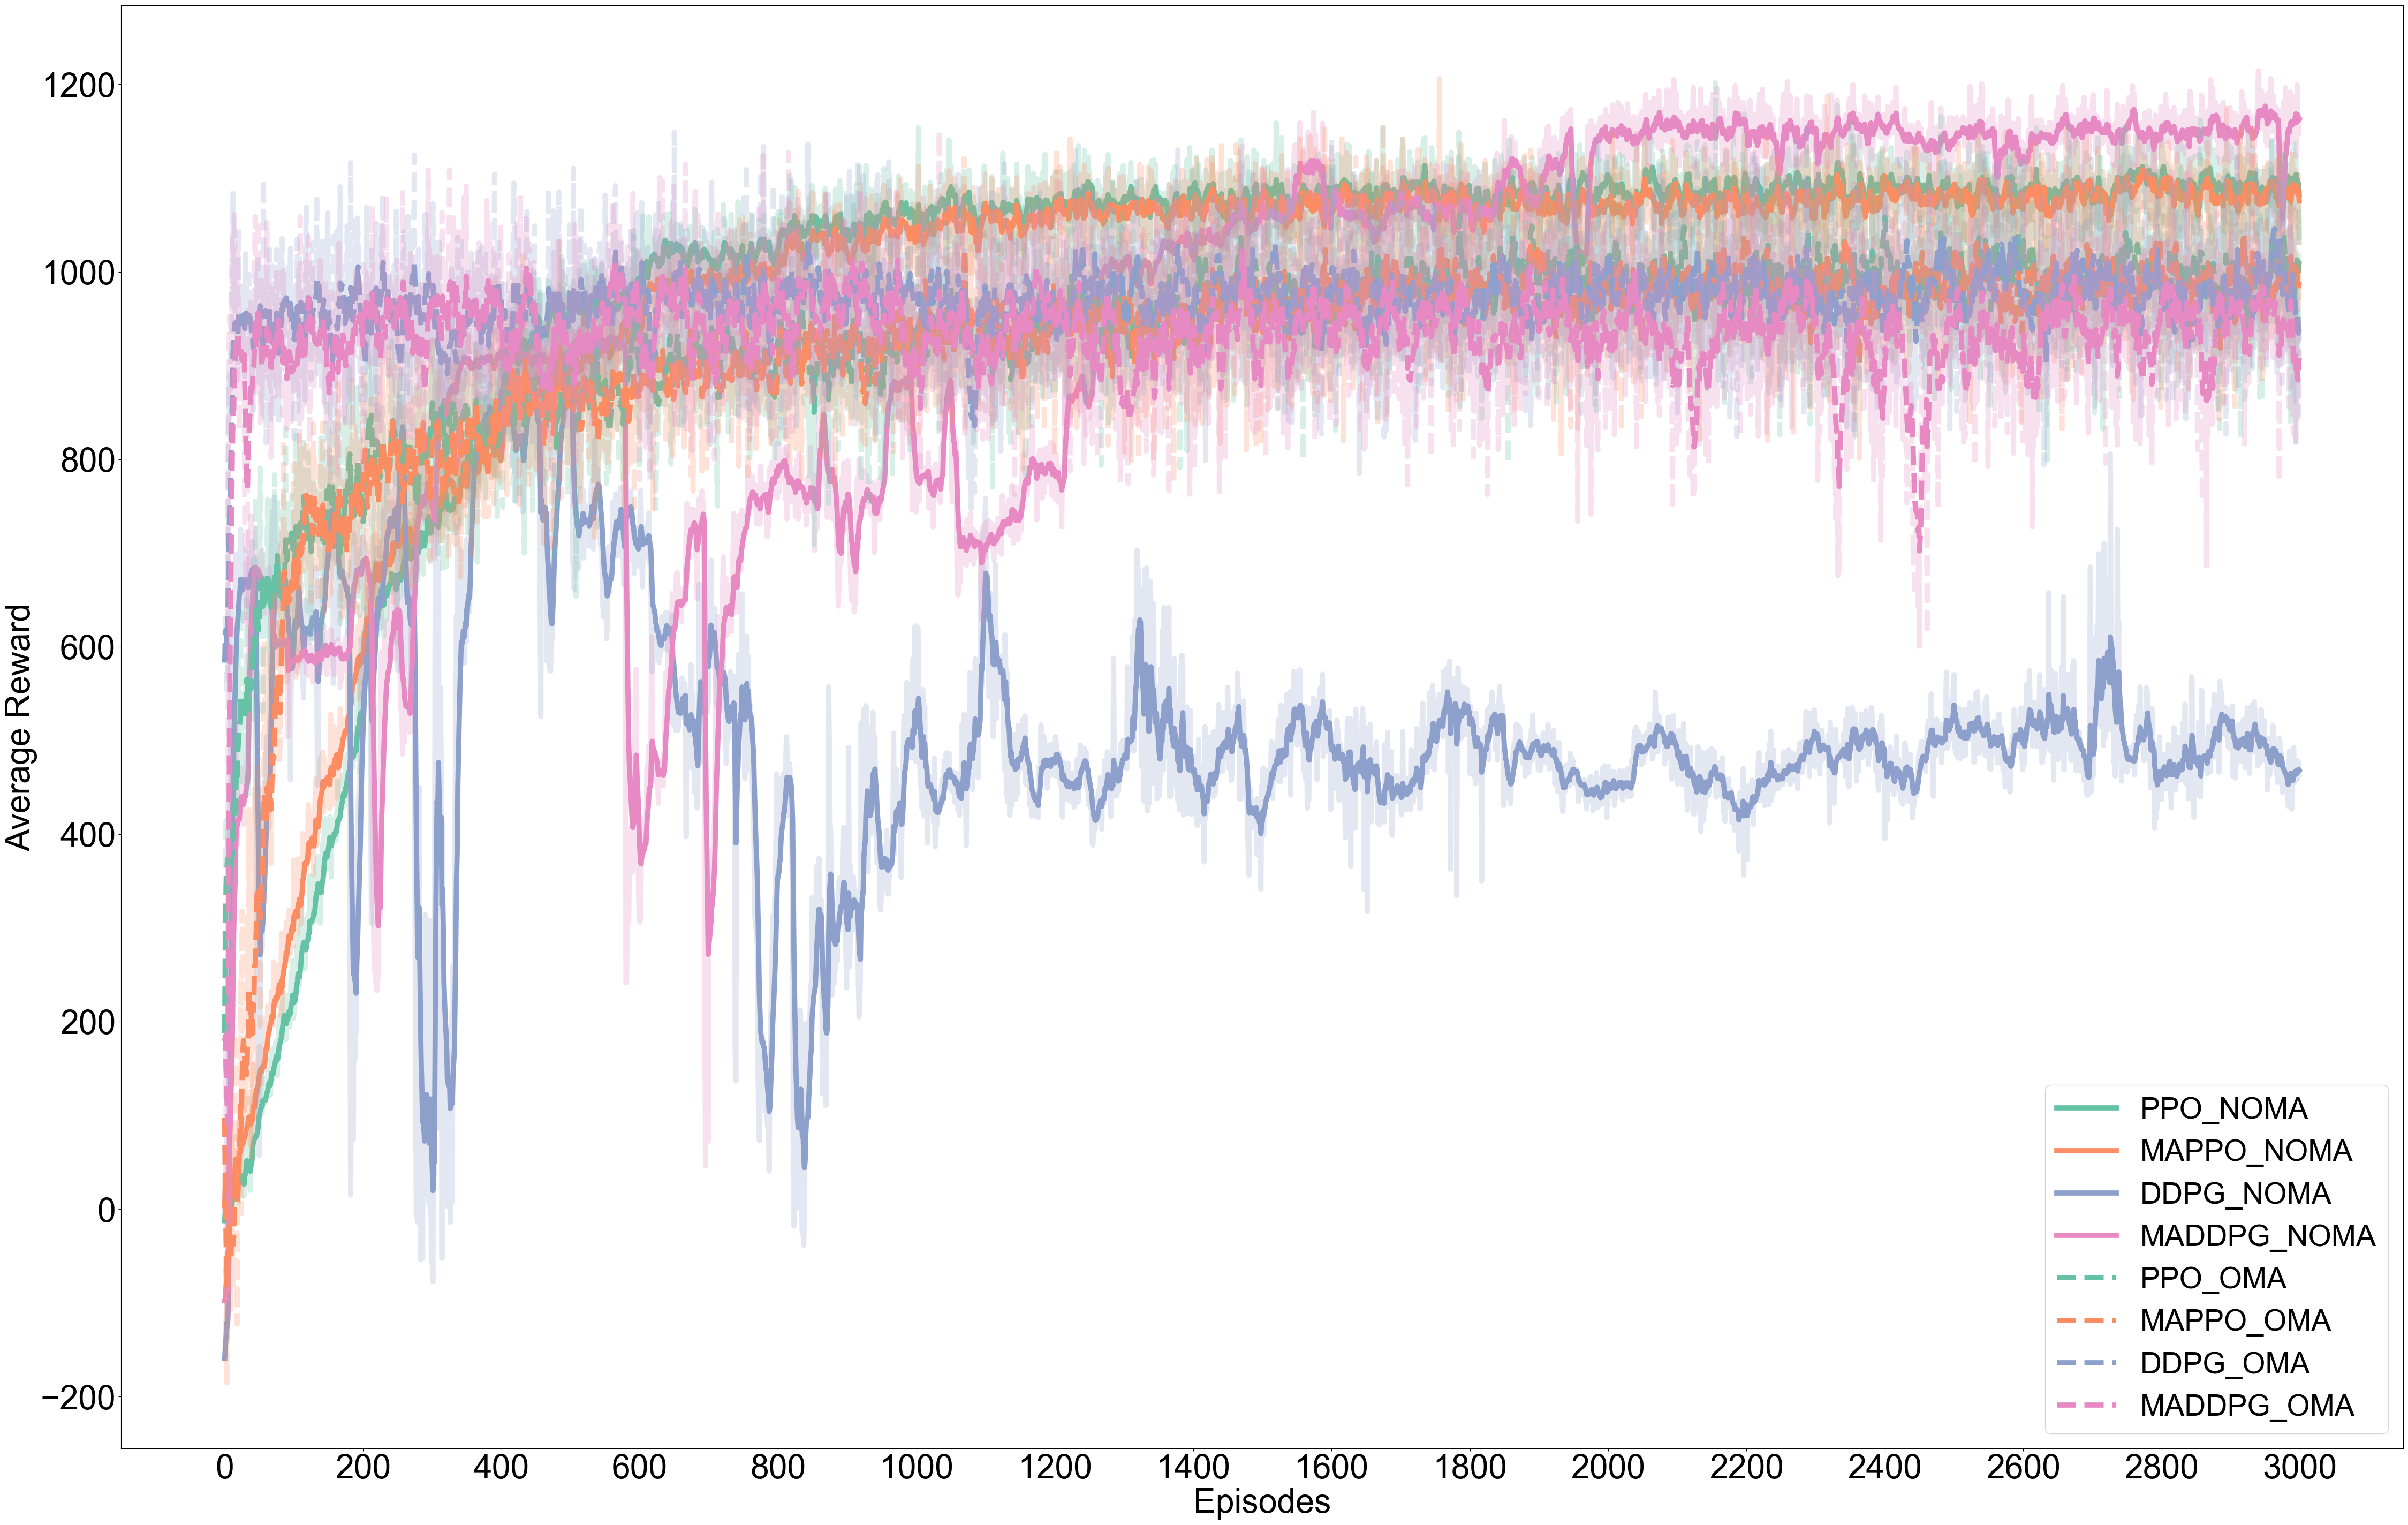 1200
1000
800
600
400
200
0
−200
Average Reward
0 200 400 600 800 1000 1200 1400 1600 1800 2000 2200 2400 2600 2800 3000
Episodes
PPO_NOMA
MAPPO_NOMA
DDPG_NOMA
MADDPG_NOMA
PPO_OMA
MAPPO_OMA
DDPG_OMA
MADDPG_OMA